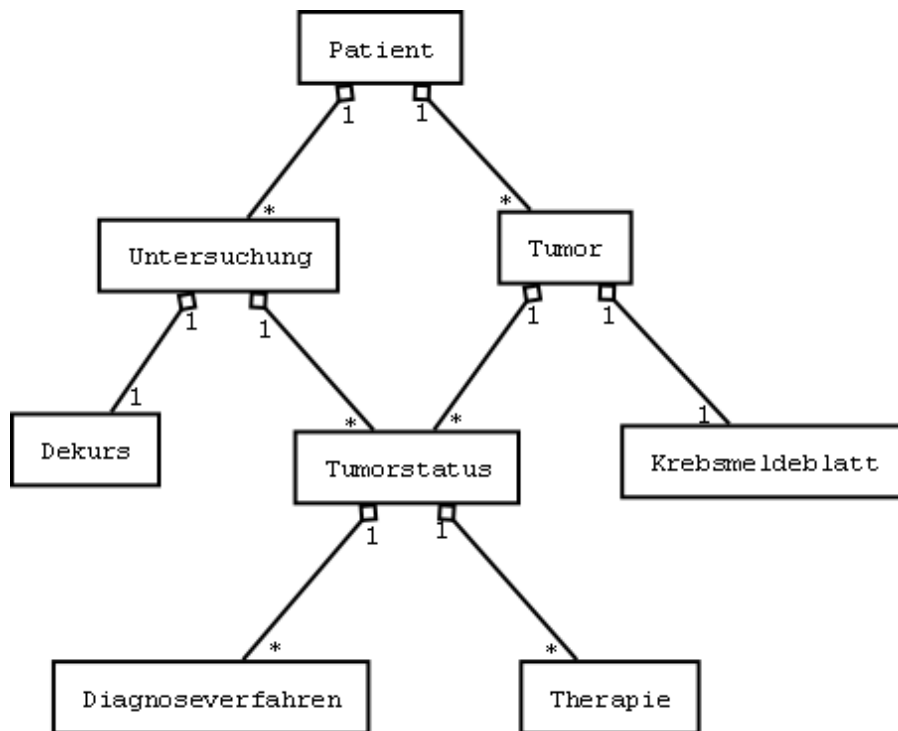 Patient
1 1
* *
Untersuchung
Tumor
1 1 1 1
1 * * 1
Dekurs
Tumorstatus
Krebsmeldeblatt
1 1
* *
Diagnoseverfahren
Therapie